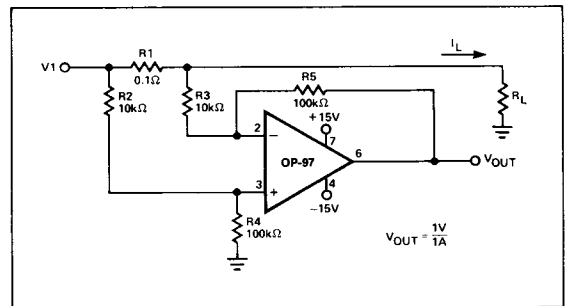 I_L
V1
R1
0.1Ω
R2
10kΩ
R3
10kΩ
R5
100kΩ
R_L
+15V
2
−
7
OP-97
6
V_OUT
3
+
4
−15V
R4
100kΩ
V_OUT = 1V/1A